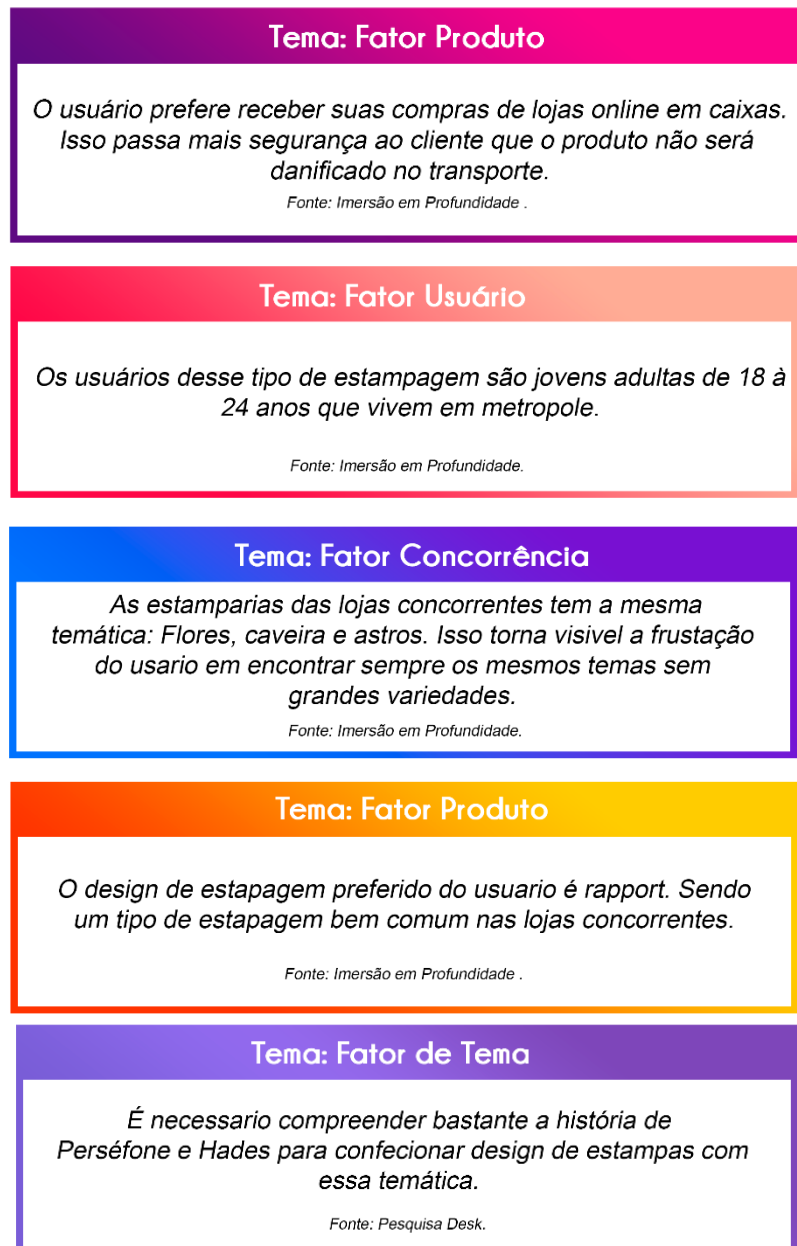 Tema: Fator Produto
O usuário prefere receber suas compras de lojas online em caixas.
Isso passa mais segurança ao cliente que o produto não será
danificado no transporte.
Fonte: Imersão em Profundidade .
Tema: Fator Usuário
Os usuários desse tipo de estampagem são jovens adultas de 18 à
24 anos que vivem em metropole.
Fonte: Imersão em Profundidade.
Tema: Fator Concorrência
As estamparias das lojas concorrentes tem a mesma
temática: Flores, caveira e astros. Isso torna visivel a frustação
do usario em encontrar sempre os mesmos temas sem
grandes variedades.
Fonte: Imersão em Profundidade.
Tema: Fator Produto
O design de estapagem preferido do usuario é rapport. Sendo
um tipo de estapagem bem comum nas lojas concorrentes.
Fonte: Imersão em Profundidade .
Tema: Fator de Tema
É necessario compreender bastante a história de
Perséfone e Hades para confecionar design de estampas com
essa temática.
Fonte: Pesquisa Desk.